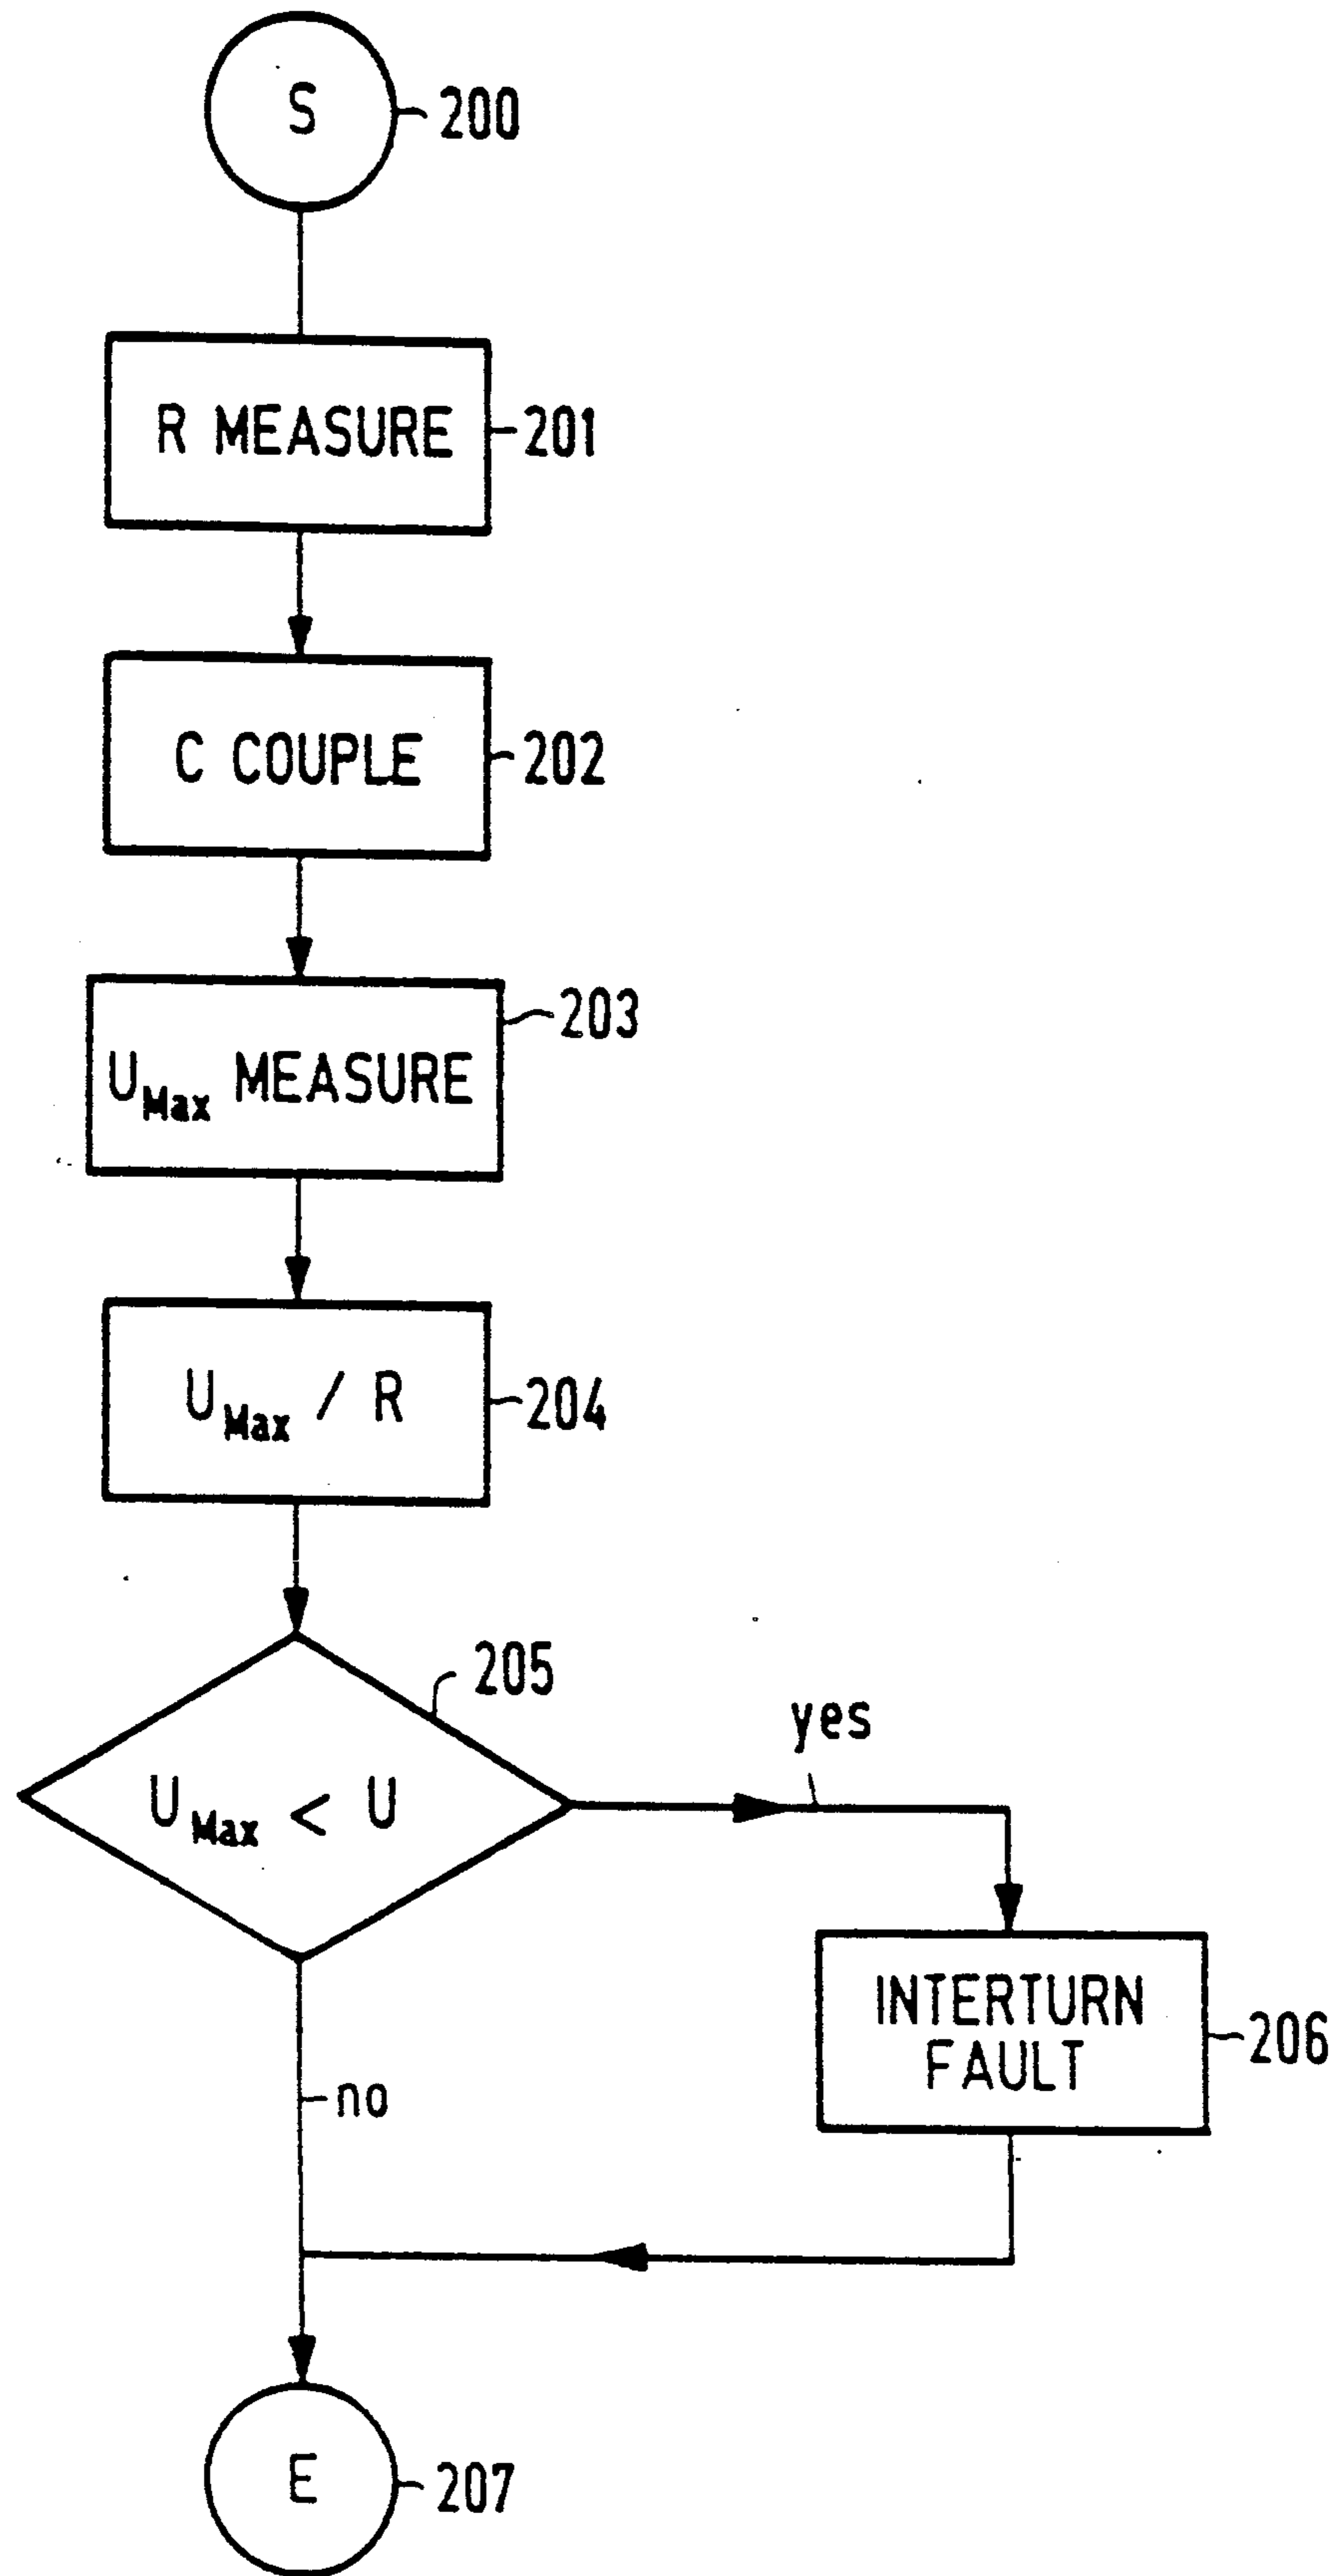 S
200
R MEASURE
201
C COUPLE
202
203
UMax MEASURE
UMax / R
204
205
UMax < U
yes
INTERTURN
FAULT
206
no
E
207